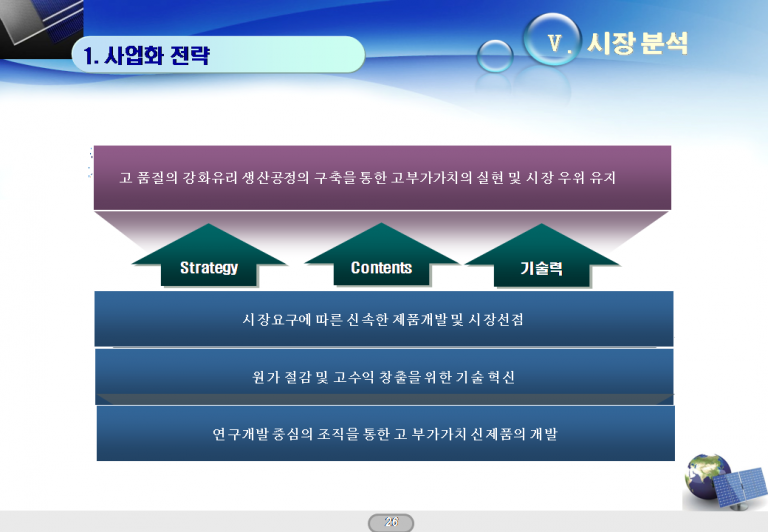 1. 사업화 전략
Ⅴ. 시장 분석
고 품질의 강화유리 생산공정의 구축을 통한 고부가가치의 실현 및 시장 우위 유지
Strategy
Contents
기술력
시장요구에 따른 신속한 제품개발 및 시장선점
원가 절감 및 고수익 창출을 위한 기술 혁신
연구개발 중심의 조직을 통한 고 부가가치 신제품의 개발
26